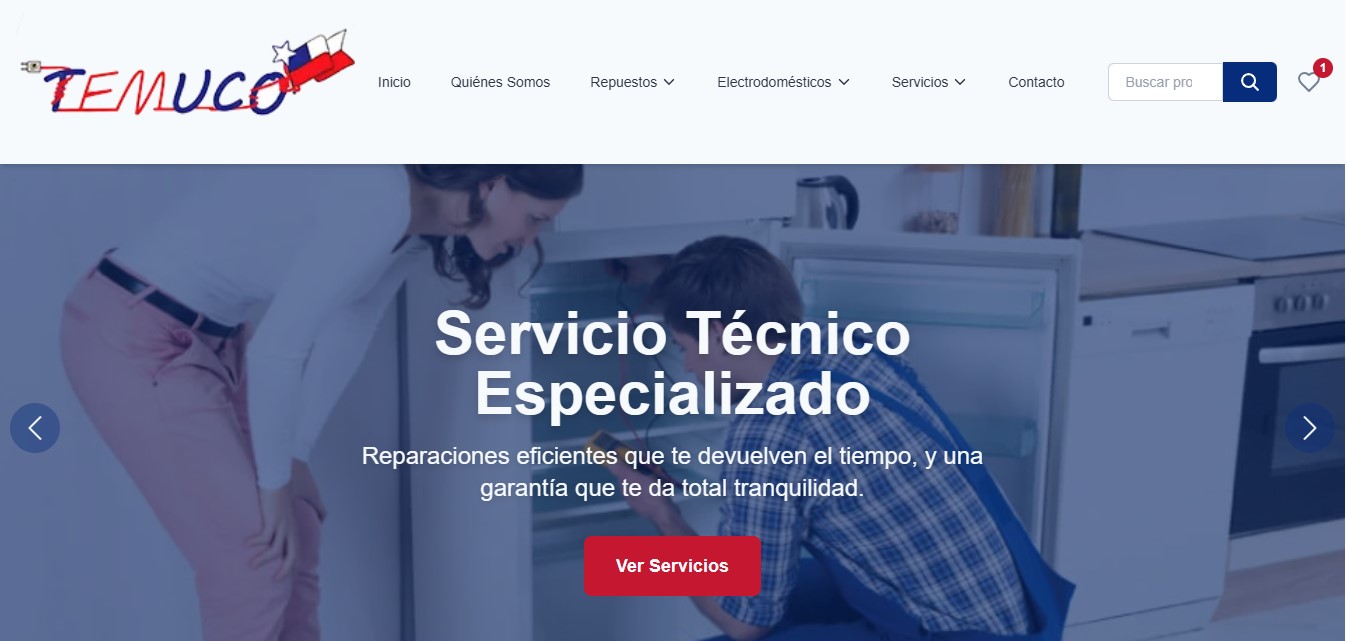 TEMUCO
Inicio
Quiénes Somos
Repuestos
Electrodomésticos
Servicios
Contacto
Buscar pro
1
Servicio Técnico
Especializado
Reparaciones eficientes que te devuelven el tiempo, y una
garantía que te da total tranquilidad.
Ver Servicios